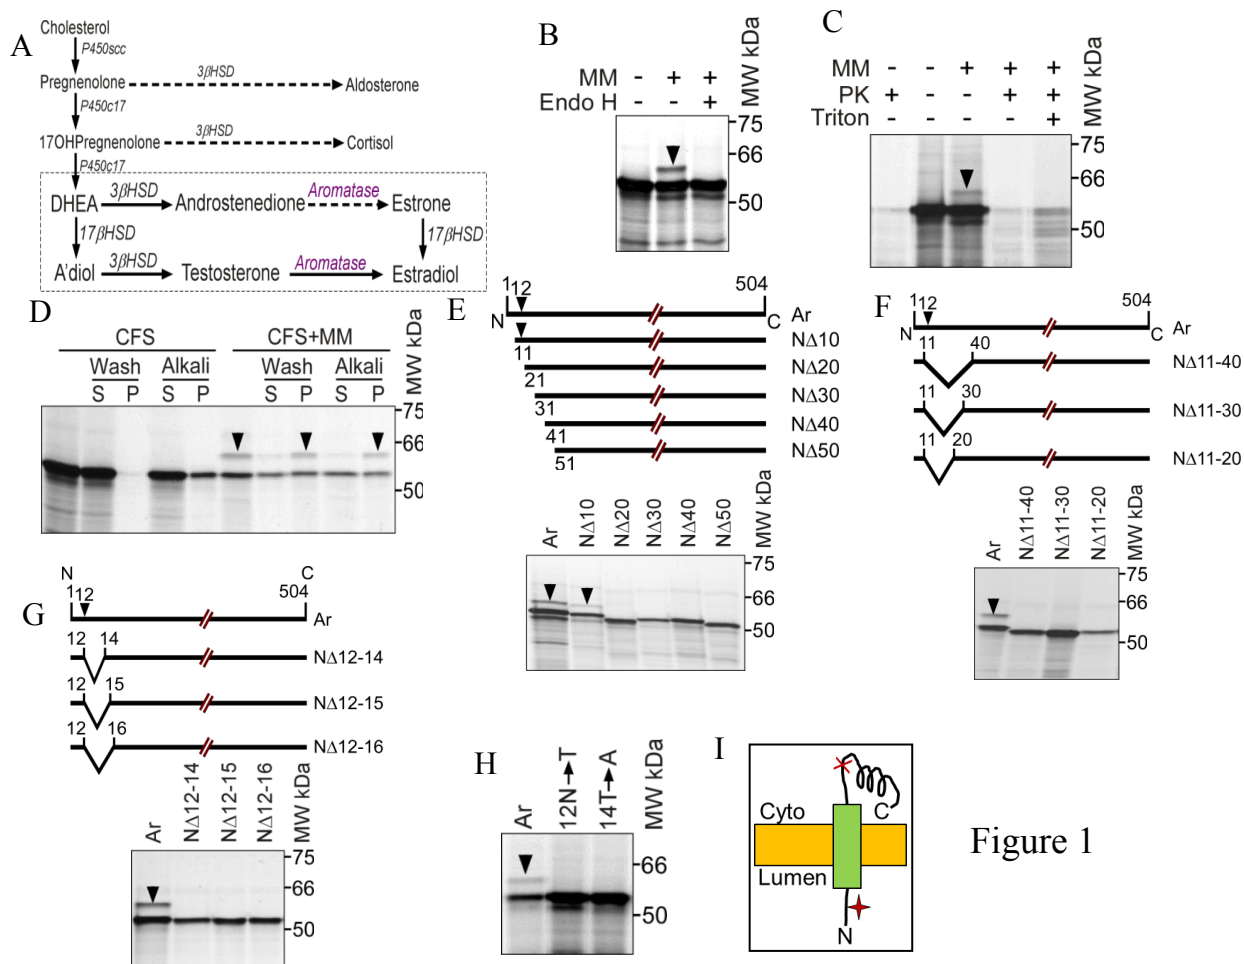 A
Cholesterol
P450scc
Pregnenolone 3βHSD Aldosterone
P450c17
17OHPregnenolone 3βHSD Cortisol
P450c17
DHEA 3βHSD Androstenedione Aromatase Estrone
17βHSD 17βHSD
A'diol 3βHSD Testosterone Aromatase Estradiol
B
MM - + +
Endo H - - +
MW kDa
75
66
50
C
MM - - + + +
PK + - - + +
Triton - - - - +
MW kDa
75
66
50
D
CFS CFS+MM
Wash Alkali Wash Alkali
S P S P S P S P
MW kDa
75
66
50
E
1 12 504
N C Ar
NΔ10
11 NΔ20
21 NΔ30
31 NΔ40
41 NΔ50
51
Ar NΔ10 NΔ20 NΔ30 NΔ40 NΔ50 MW kDa
75
66
50
F
1 12 504
N C Ar
11 40 NΔ11-40
11 30 NΔ11-30
11 20 NΔ11-20
Ar NΔ11-40 NΔ11-30 NΔ11-20 MW kDa
75
66
50
G
N C
1 12 504
Ar
12 14 NΔ12-14
12 15 NΔ12-15
12 16 NΔ12-16
Ar NΔ12-14 NΔ12-15 NΔ12-16 MW kDa
75
66
50
H
Ar 12N→T 14T→A MW kDa
66
50
I
C
Cyto
Lumen
N
Figure 1